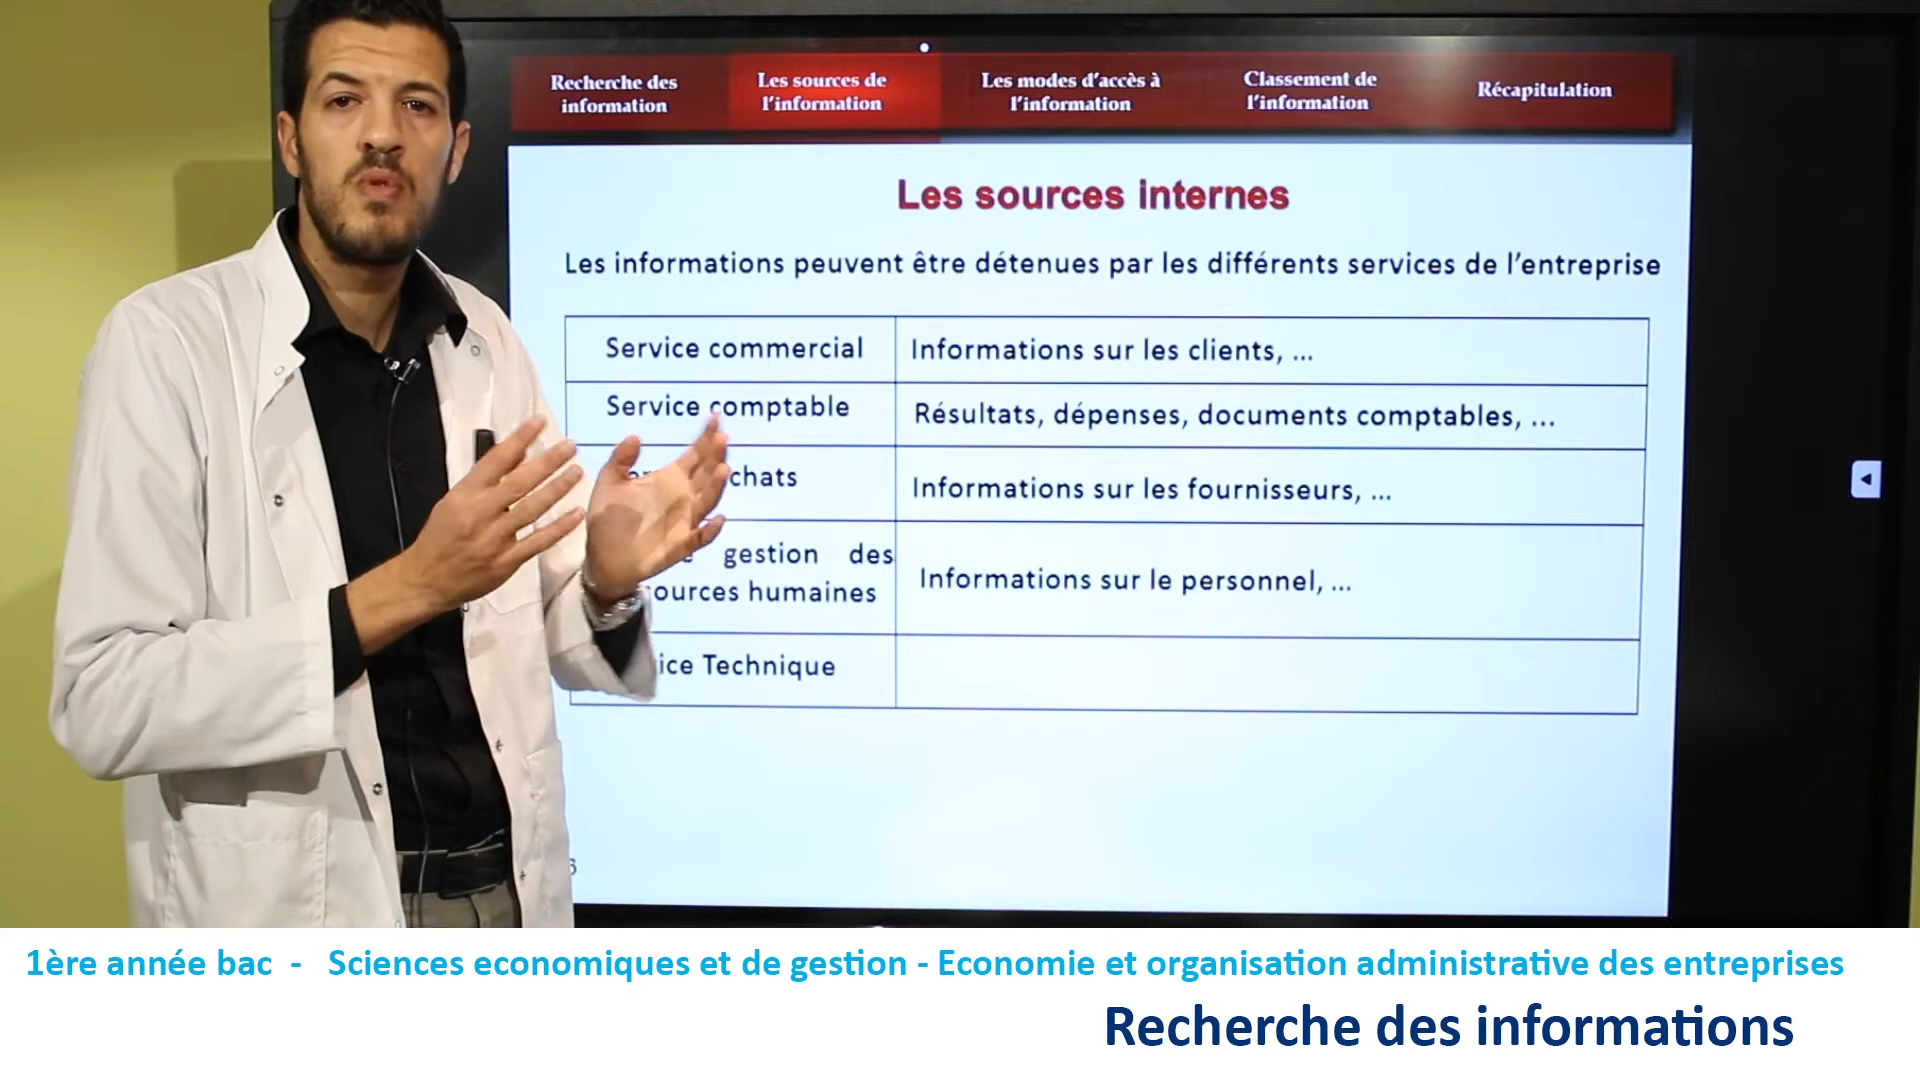 Recherche des
information
Les sources de
l'information
Les modes d'accès à
l'information
Classement de
l'information
Récapitulation
Les sources internes
Les informations peuvent être détenues par les différents services de l'entreprise
Service commercial
Informations sur les clients, ...
Service comptable
Résultats, dépenses, documents comptables, ...
Informations sur les fournisseurs, ...
gestion des
humaines
Informations sur le personnel, ...
Technique
1ère année bac - Sciences economiques et de gestion - Economie et organisation administrative des entreprises
Recherche des informations